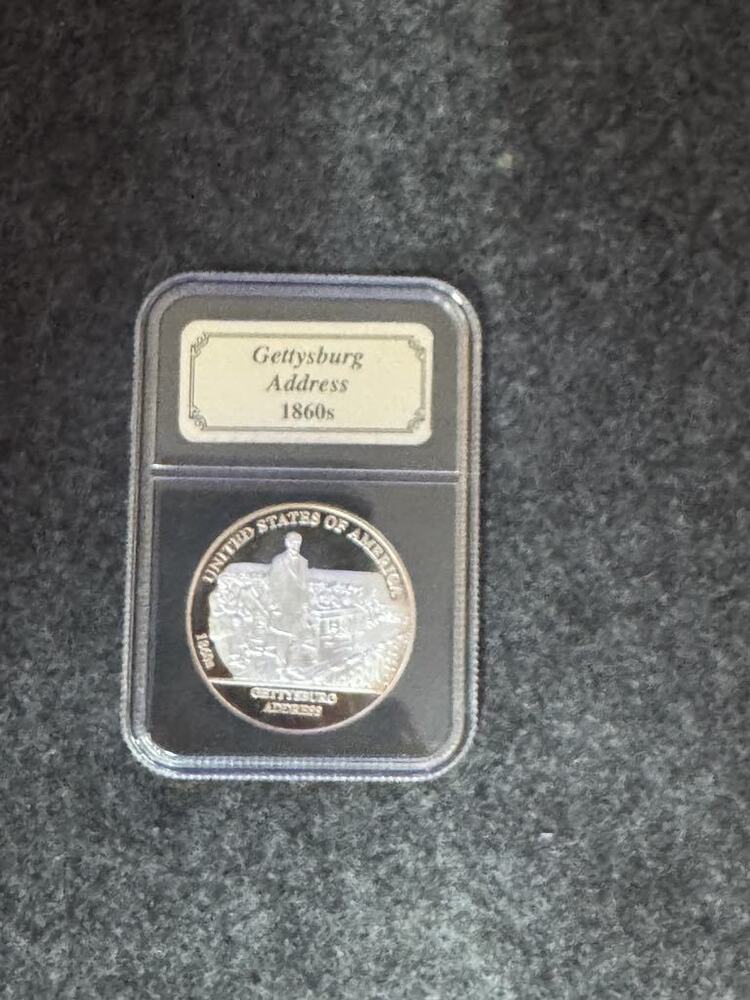 Gettysburg
Address
1860s
UNITED STATES OF AMERICA
1860s
GETTYSBURG
ADDRESS